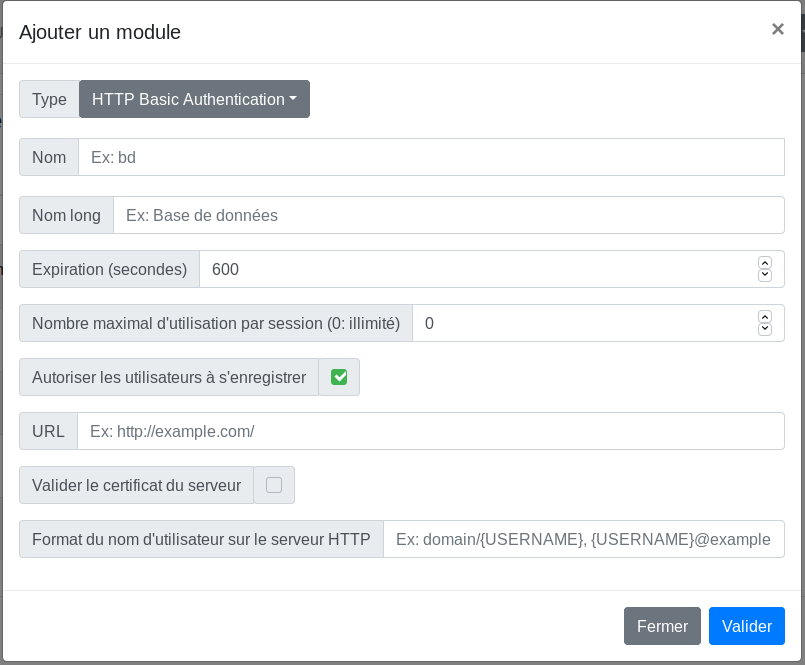 Ajouter un module ×
Type HTTP Basic Authentication
Nom Ex: bd
Nom long Ex: Base de données
Expiration (secondes) 600
Nombre maximal d'utilisation par session (0: illimité) 0
Autoriser les utilisateurs à s'enregistrer
URL Ex: http://example.com/
Valider le certificat du serveur
Format du nom d'utilisateur sur le serveur HTTP Ex: domain/{USERNAME}, {USERNAME}@example
Fermer Valider